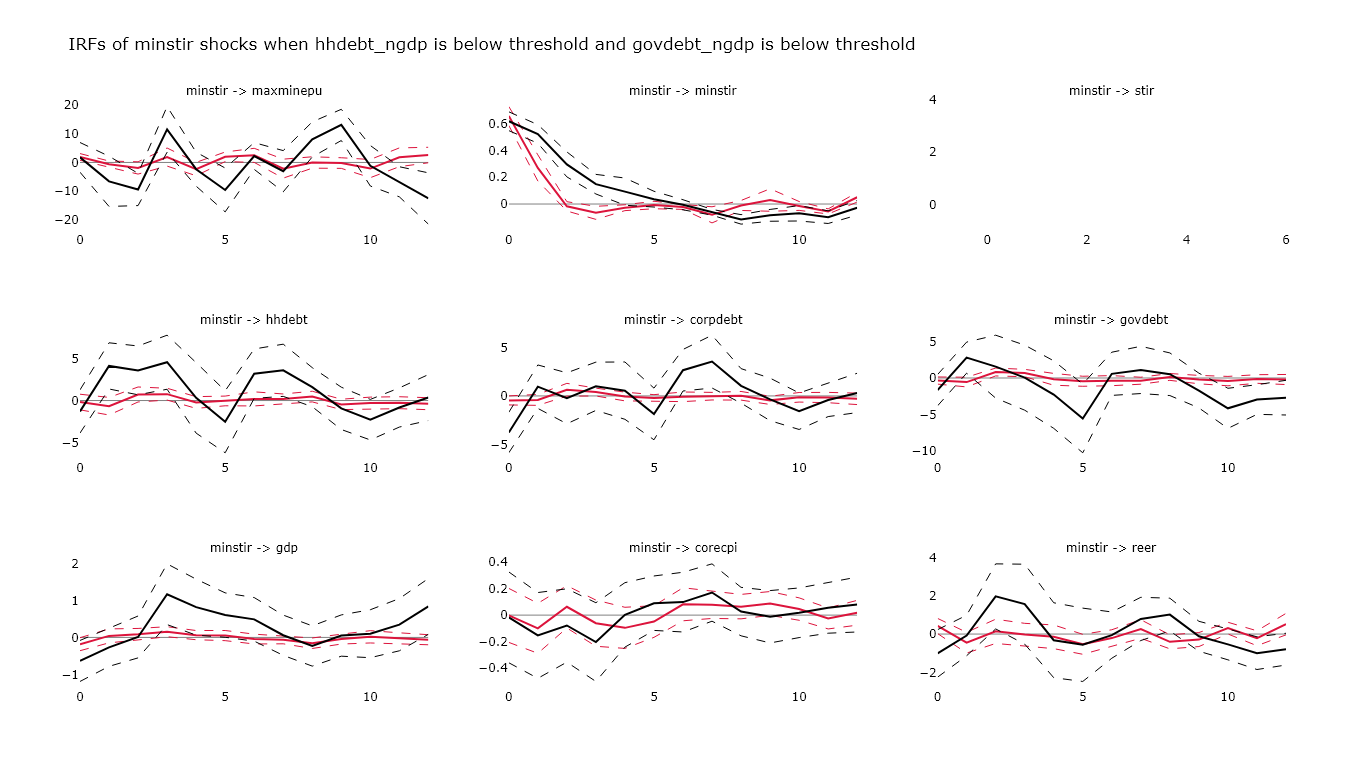 IRFs of minstir shocks when hhdebt_ngdp is below threshold and govdebt_ngdp is below threshold
minstir -> maxminepu
20
10
0
−10
−20
0 5 10
minstir -> minstir
0.6
0.4
0.2
0
0 5 10
minstir -> stir
4
2
0
0 2 4 6
minstir -> hhdebt
5
0
−5
0 5 10
minstir -> corpdebt
5
0
−5
0 5 10
minstir -> govdebt
5
0
−5
−10
0 5 10
minstir -> gdp
2
1
0
−1
0 5 10
minstir -> corecpi
0.4
0.2
0
−0.2
−0.4
0 5 10
minstir -> reer
4
2
0
−2
0 5 10